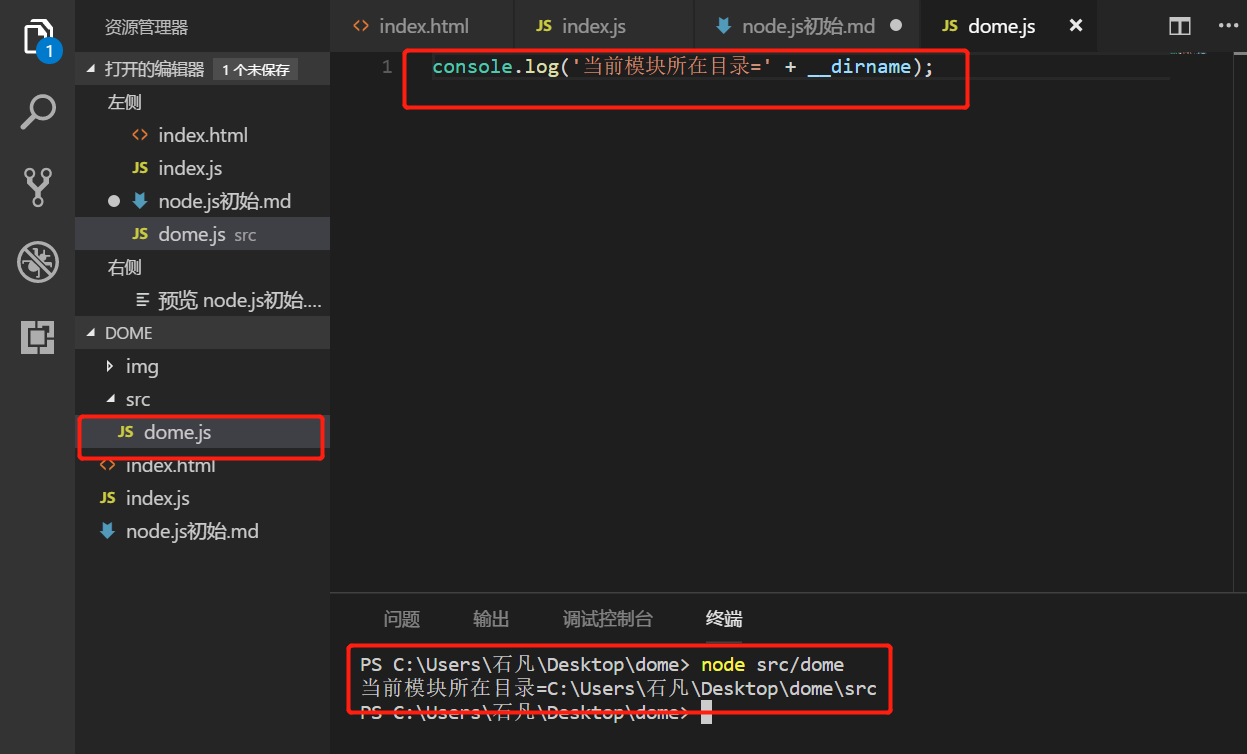 1
资源管理器
打开的编辑器 1 个未保存
左侧
index.html
JS index.js
node.js初始.md
JS dome.js src
右侧
预览 node.js初始....
DOME
img
src
JS dome.js
index.html
JS index.js
node.js初始.md
index.html JS index.js node.js初始.md JS dome.js
1 console.log('当前模块所在目录=' + __dirname);
问题 输出 调试控制台 终端
PS C:\Users\石凡\Desktop\dome> node src/dome
当前模块所在目录=C:\Users\石凡\Desktop\dome\src
PS C:\Users\石凡\Desktop\dome>